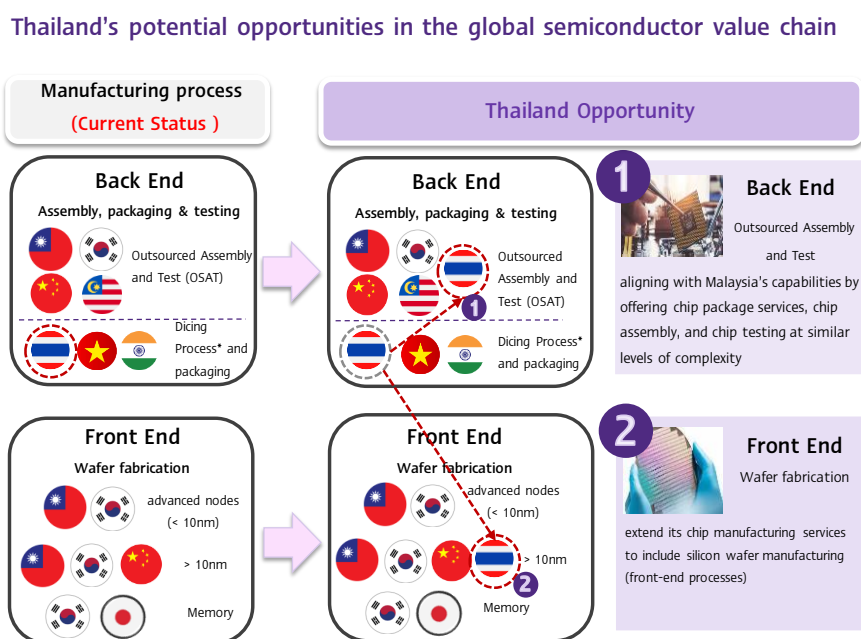 Thailand's potential opportunities in the global semiconductor value chain
Manufacturing process
(Current Status )
Thailand Opportunity
Back End
Assembly, packaging & testing
Outsourced Assembly
and Test (OSAT)
Dicing
Process* and
packaging
Front End
Wafer fabrication
advanced nodes
(< 10nm)
> 10nm
Memory
Back End
Assembly, packaging & testing
Outsourced
Assembly and
Test (OSAT)
1
Dicing Process*
and packaging
Front End
Wafer fabrication
advanced nodes
(< 10nm)
> 10nm
2
Memory
1
Back End
Outsourced Assembly
and Test
aligning with Malaysia's capabilities by
offering chip package services, chip
assembly, and chip testing at similar
levels of complexity
2
Front End
Wafer fabrication
extend its chip manufacturing services
to include silicon wafer manufacturing
(front-end processes)